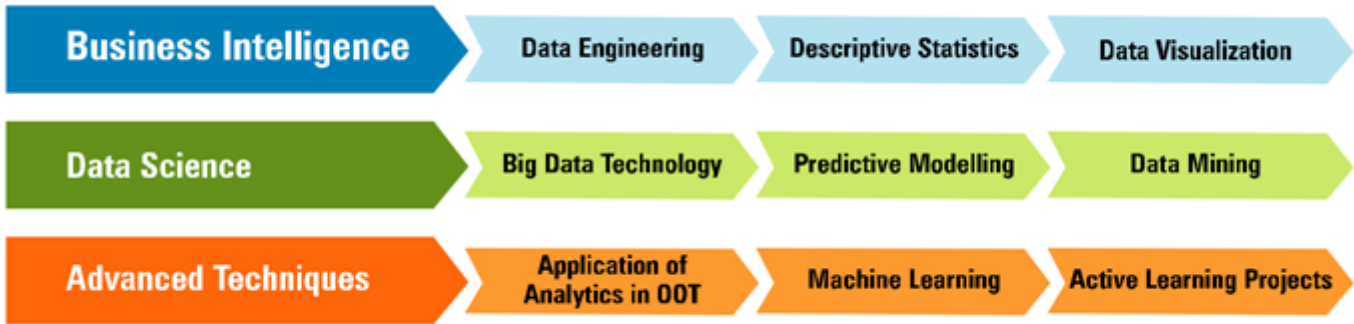 Business Intelligence
Data Engineering
Descriptive Statistics
Data Visualization
Data Science
Big Data Technology
Predictive Modelling
Data Mining
Advanced Techniques
Application of
Analytics in OOT
Machine Learning
Active Learning Projects